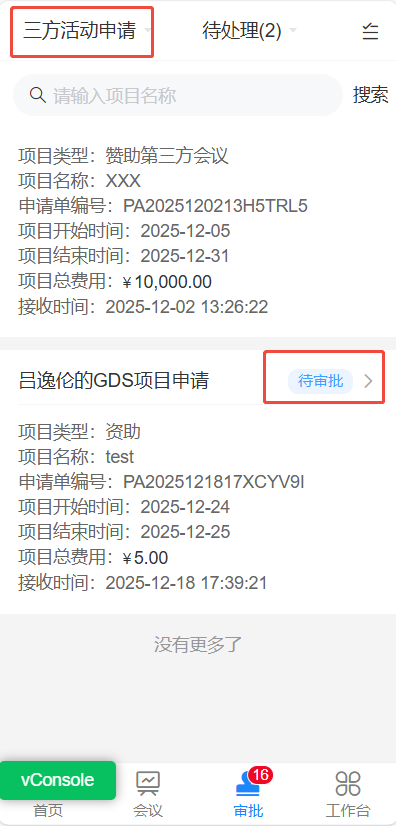 三方活动申请 待处理(2)
请输入项目名称 搜索
项目类型：赞助第三方会议
项目名称：XXX
申请单编号：PA2025120213H5TRL5
项目开始时间：2025-12-05
项目结束时间：2025-12-31
项目总费用：¥10,000.00
接收时间：2025-12-02 13:26:22
吕逸伦的GDS项目申请 待审批
项目类型：资助
项目名称：test
申请单编号：PA2025121817XCYV9I
项目开始时间：2025-12-24
项目结束时间：2025-12-25
项目总费用：¥5.00
接收时间：2025-12-18 17:39:21
没有更多了
vConsole
16
首页 会议 审批 工作台